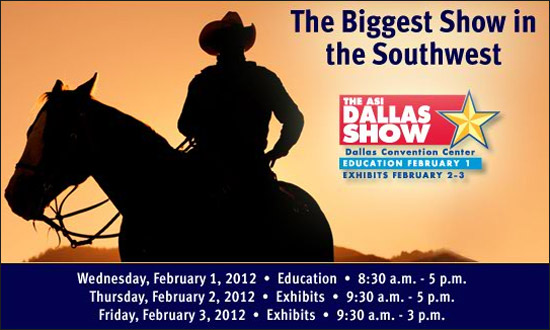 The Biggest Show in
the Southwest
THE ASI
DALLAS
SHOW
Dallas Convention Center
EDUCATION FEBRUARY 1
EXHIBITS FEBRUARY 2-3
Wednesday, February 1, 2012 • Education • 8:30 a.m. - 5 p.m.
Thursday, February 2, 2012 • Exhibits • 9:30 a.m. - 5 p.m.
Friday, February 3, 2012 • Exhibits • 9:30 a.m. - 3 p.m.